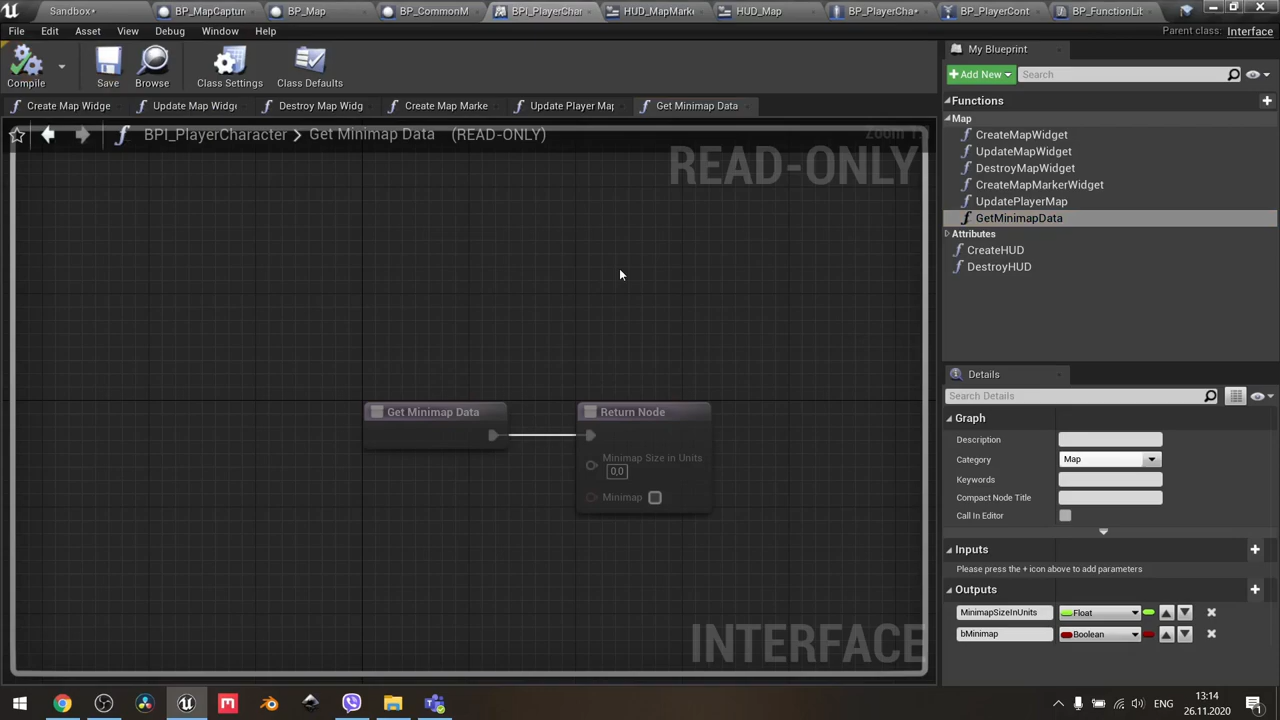 Sandbox*
BP_MapCaptur
BP_Map
BP_CommonM
BPI_PlayerChar
HUD_MapMark
HUD_Map
BP_PlayerCha*
BP_PlayerCont
BP_FunctionLib
File Edit Asset View Debug Window Help
Parent class: Interface
Compile
Save
Browse
Class Settings
Class Defaults
My Blueprint
+ Add New
Search
Create Map Widge
Update Map Widge
Destroy Map Widg
Create Map Marke
Update Player Map
Get Minimap Data
BPI_PlayerCharacter > Get Minimap Data (READ-ONLY)
READ-ONLY
Functions
Map
CreateMapWidget
UpdateMapWidget
DestroyMapWidget
CreateMapMarkerWidget
UpdatePlayerMap
GetMinimapData
Attributes
CreateHUD
DestroyHUD
Get Minimap Data
Return Node
Minimap Size in Units
0,0
Minimap
INTERFACE
Details
Search Details
Graph
Description
Category Map
Keywords
Compact Node Title
Call In Editor
Inputs
Please press the + icon above to add parameters
Outputs
MinimapSizeInUnits Float
bMinimap Boolean
ENG
13:14
26.11.2020